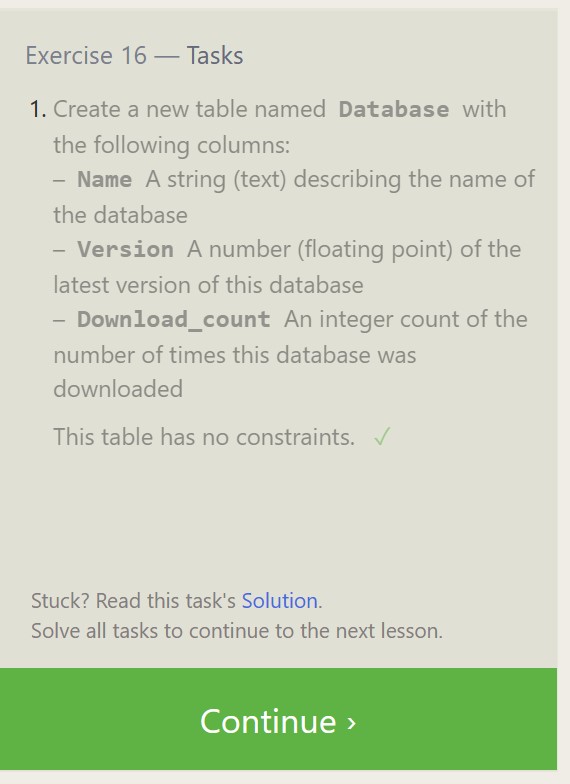 Exercise 16 — Tasks
1. Create a new table named Database with
the following columns:
– Name A string (text) describing the name of
the database
– Version A number (floating point) of the
latest version of this database
– Download_count An integer count of the
number of times this database was
downloaded
This table has no constraints. ✓
Stuck? Read this task's Solution.
Solve all tasks to continue to the next lesson.
Continue ›